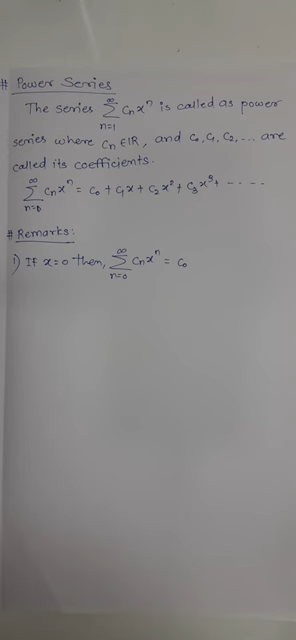 # Power Series
The series ∞ Σ n=1 Cₙxⁿ is called as power
series where Cₙ ∈ IR, and C₀, C₁, C₂, ... are
called its coefficients.
∞ Σ n=0 Cₙxⁿ = C₀ + C₁x + C₂x² + C₃x³ + - - - -
# Remarks:
1) If x=0 then, ∞ Σ n=0 Cₙxⁿ = C₀